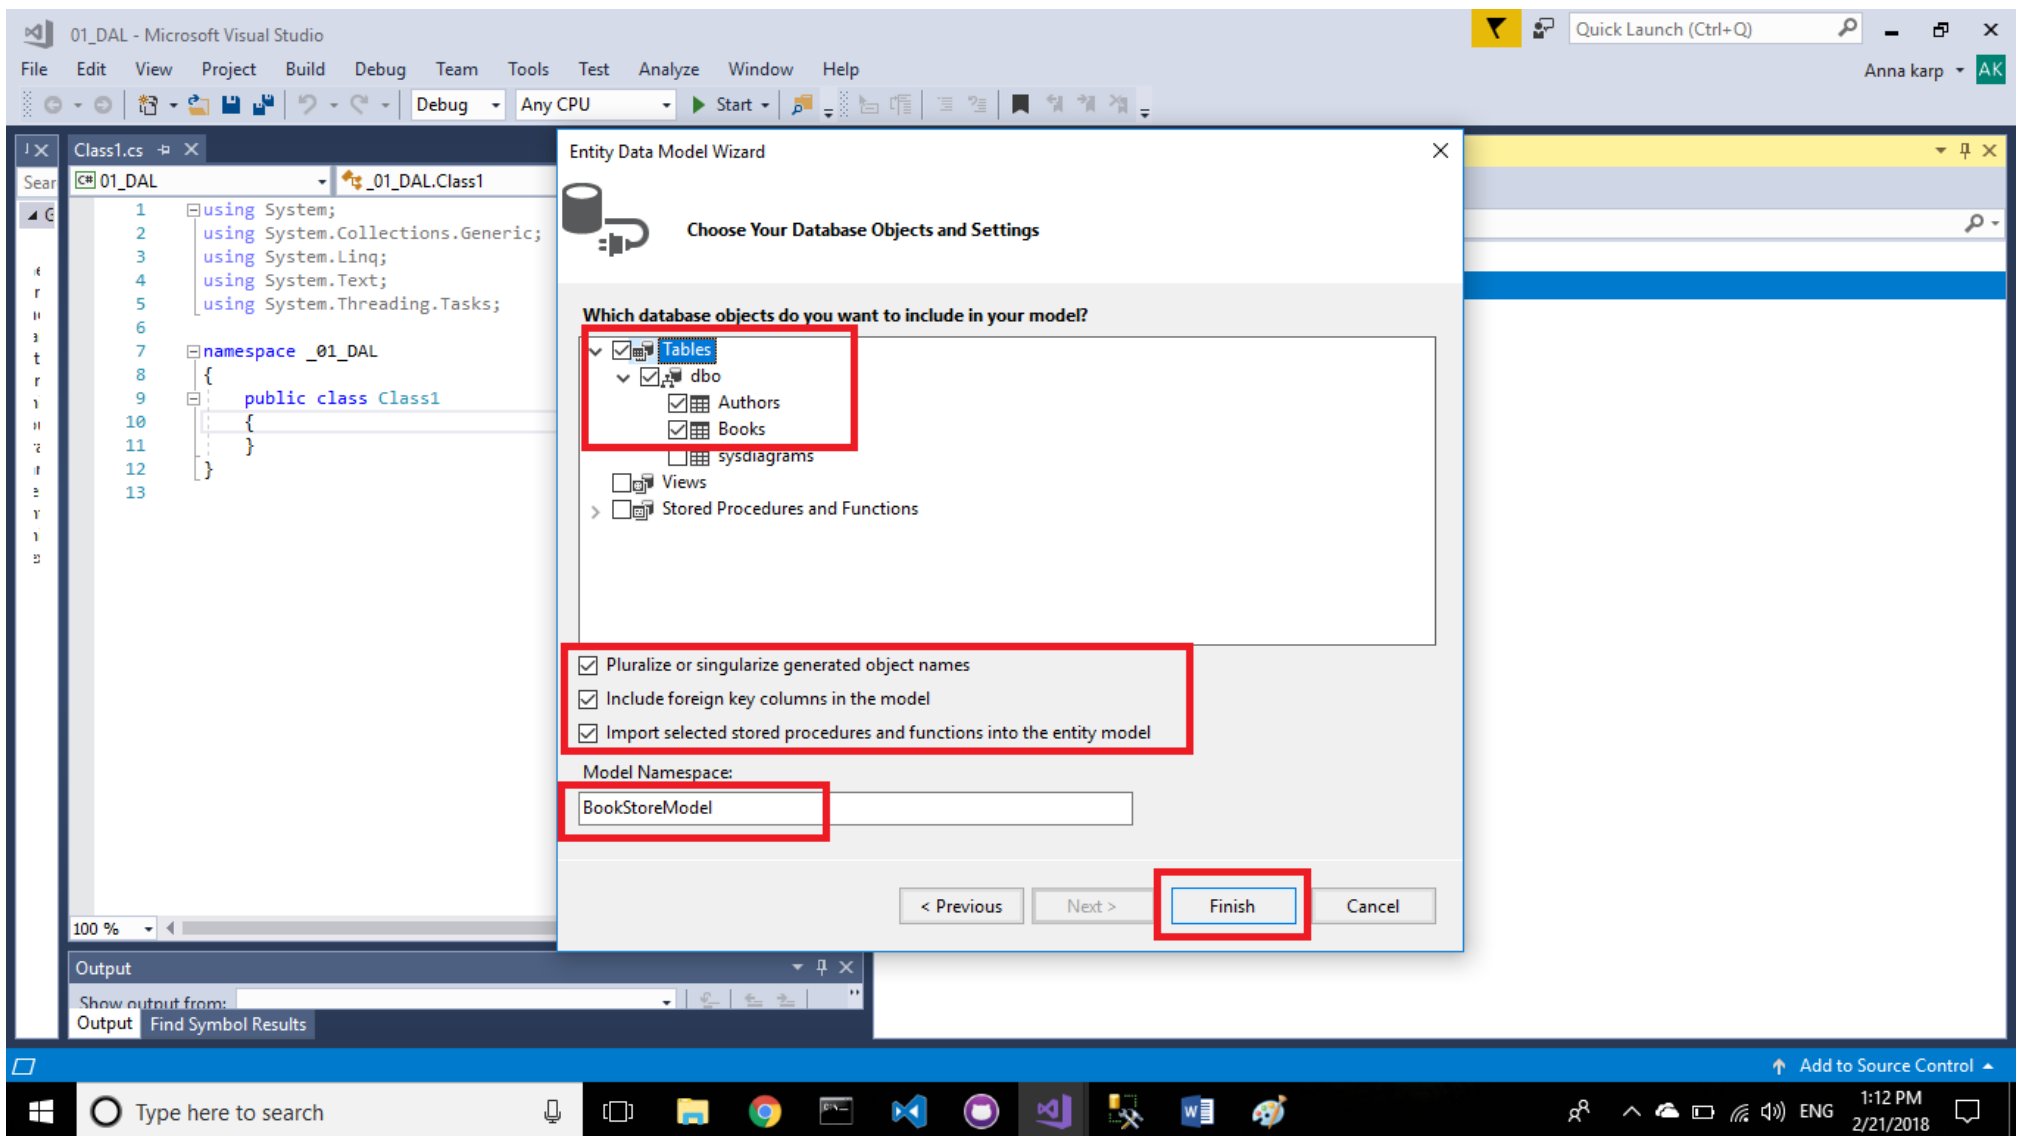 01_DAL - Microsoft Visual Studio
Quick Launch (Ctrl+Q)
File Edit View Project Build Debug Team Tools Test Analyze Window Help
Anna karp AK
Debug Any CPU Start
Class1.cs
Sear
C# 01_DAL _01_DAL.Class1
1 using System;
2 using System.Collections.Generic;
3 using System.Linq;
4 using System.Text;
5 using System.Threading.Tasks;
6
7 namespace _01_DAL
8 {
9 public class Class1
10 {
11 }
12 }
13
100 %
Entity Data Model Wizard
Choose Your Database Objects and Settings
Which database objects do you want to include in your model?
Tables
dbo
Authors
Books
sysdiagrams
Views
Stored Procedures and Functions
Pluralize or singularize generated object names
Include foreign key columns in the model
Import selected stored procedures and functions into the entity model
Model Namespace:
BookStoreModel
< Previous Next > Finish Cancel
Output
Show output from:
Output Find Symbol Results
Add to Source Control
Type here to search
ENG
1:12 PM
2/21/2018